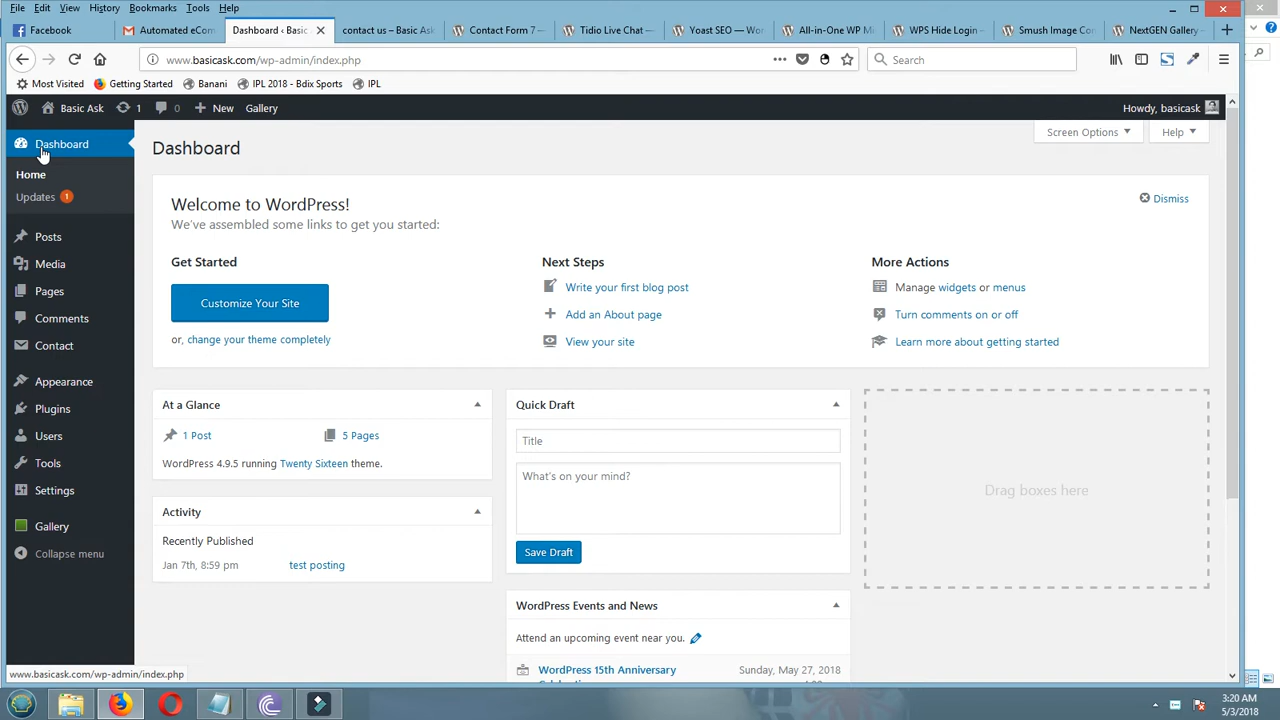 File Edit View History Bookmarks Tools Help
Facebook
Automated eCom
Dashboard ‹ Basic
contact us – Basic Ask
Contact Form 7 —
Tidio Live Chat —
Yoast SEO — Wor
All-in-One WP Mi
WPS Hide Login –
Smush Image Con
NextGEN Gallery
www.basicask.com/wp-admin/index.php
Search
Most Visited Getting Started Banani IPL 2018 - Bdix Sports IPL
Basic Ask 1 0 New Gallery
Howdy, basicask
Screen Options Help
Dashboard
Home
Updates 1
Posts
Media
Pages
Comments
Contact
Appearance
Plugins
Users
Tools
Settings
Gallery
Collapse menu
Dashboard
Welcome to WordPress!
We've assembled some links to get you started:
Dismiss
Get Started
Customize Your Site
or, change your theme completely
Next Steps
Write your first blog post
Add an About page
View your site
More Actions
Manage widgets or menus
Turn comments on or off
Learn more about getting started
At a Glance
1 Post 5 Pages
WordPress 4.9.5 running Twenty Sixteen theme.
Activity
Recently Published
Jan 7th, 8:59 pm test posting
Quick Draft
Title
What's on your mind?
Save Draft
WordPress Events and News
Attend an upcoming event near you.
WordPress 15th Anniversary Sunday, May 27, 2018
Drag boxes here
www.basicask.com/wp-admin/index.php
3:20 AM
5/3/2018